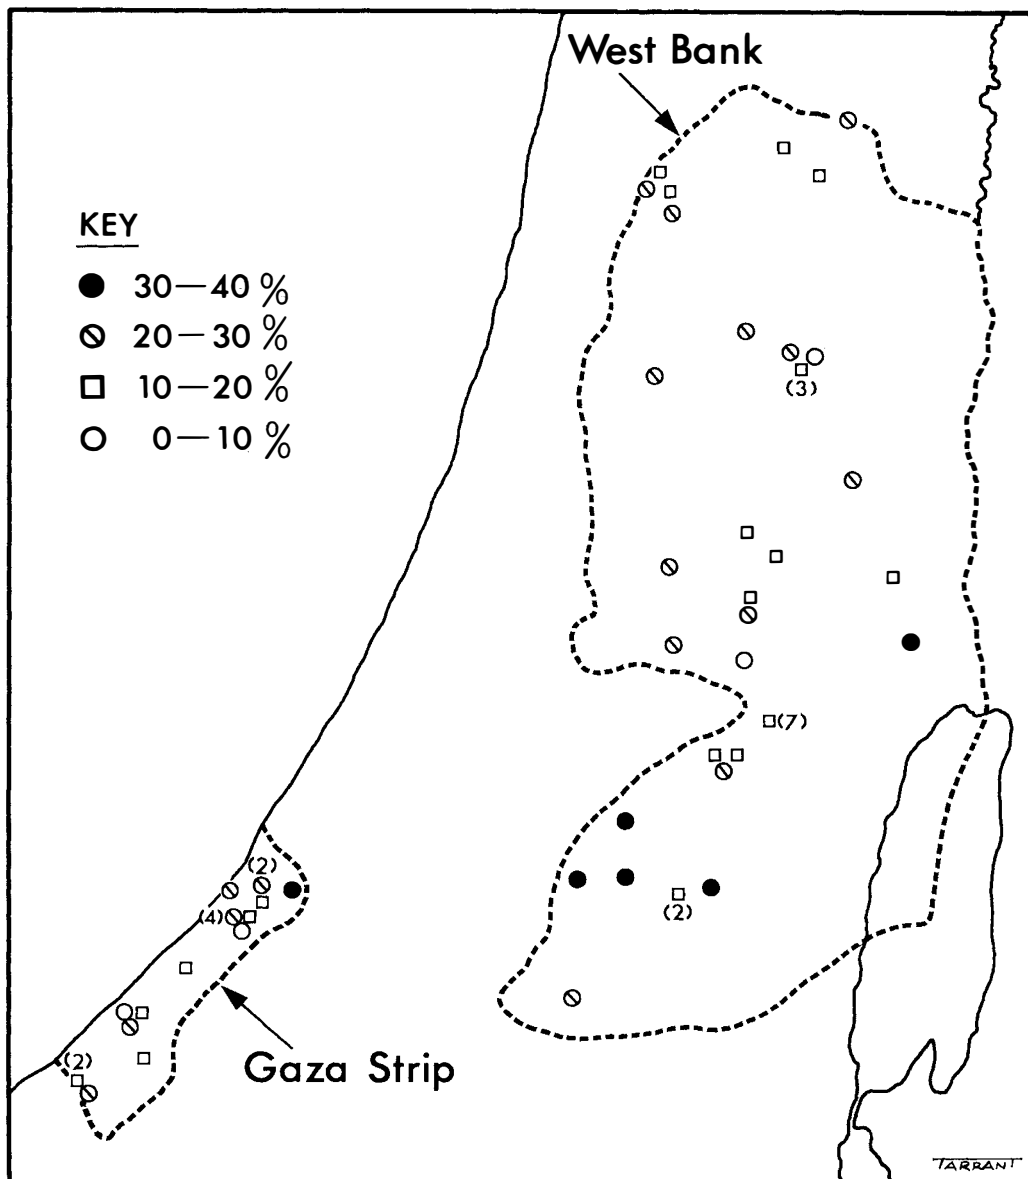 West Bank
KEY
30—40 %
20—30 %
10—20 %
0—10 %
(3)
(7)
(2)
(4)
(2)
(2)
Gaza Strip
TARRANT